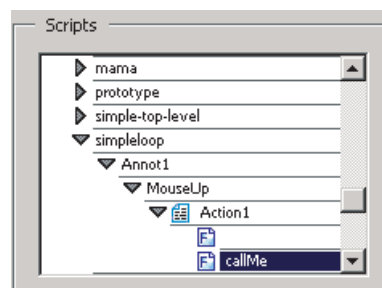 Scripts
mama
prototype
simple-top-level
simpleloop
Annot1
MouseUp
Action1
callMe